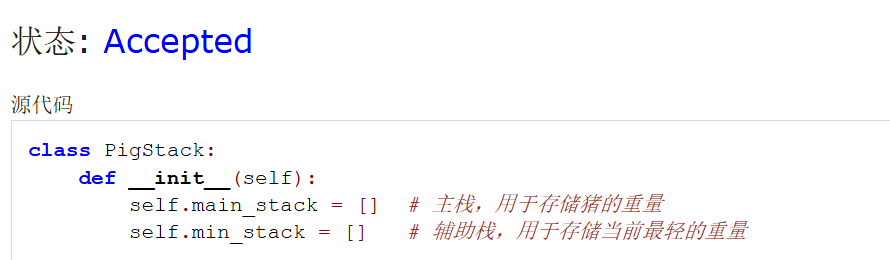 状态: Accepted
源代码
class PigStack:
    def __init__(self):
        self.main_stack = []  # 主栈，用于存储猪的重量
        self.min_stack = []   # 辅助栈，用于存储当前最轻的重量